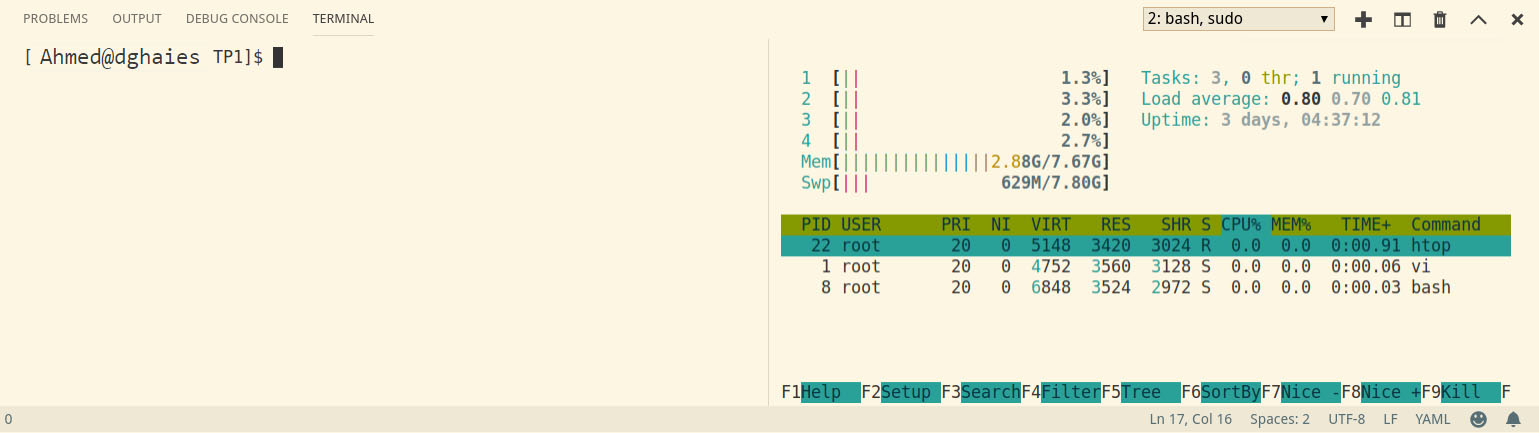 PROBLEMS OUTPUT DEBUG CONSOLE TERMINAL 2: bash, sudo
[ Ahmed@dghaies TP1]$
1 [|| 1.3%] Tasks: 3, 0 thr; 1 running
2 [|| 3.3%] Load average: 0.80 0.70 0.81
3 [|| 2.0%] Uptime: 3 days, 04:37:12
4 [|| 2.7%]
Mem[|||||||||||||||2.88G/7.67G]
Swp[||| 629M/7.80G]
PID USER PRI NI VIRT RES SHR S CPU% MEM% TIME+ Command
22 root 20 0 5148 3420 3024 R 0.0 0.0 0:00.91 htop
1 root 20 0 4752 3560 3128 S 0.0 0.0 0:00.06 vi
8 root 20 0 6848 3524 2972 S 0.0 0.0 0:00.03 bash
F1Help F2Setup F3SearchF4FilterF5Tree F6SortByF7Nice -F8Nice +F9Kill F
0 Ln 17, Col 16 Spaces: 2 UTF-8 LF YAML